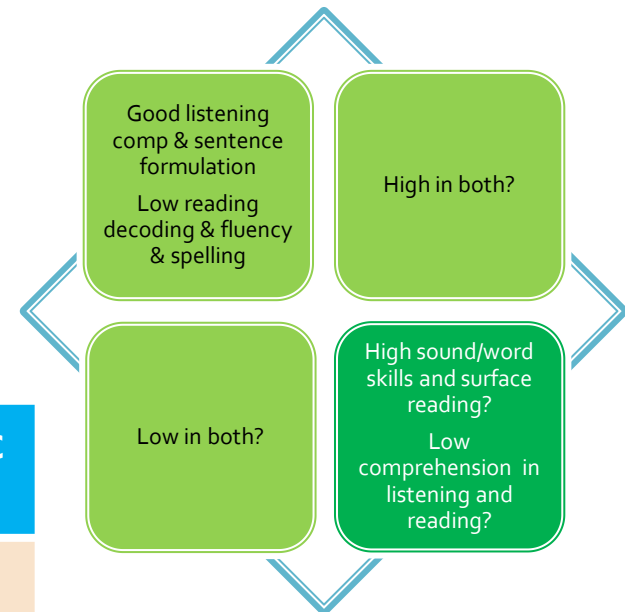 Good listening
comp & sentence
formulation
Low reading
decoding & fluency
& spelling
High in both?
Low in both?
High sound/word
skills and surface
reading?
Low
comprehension in
listening and
reading?